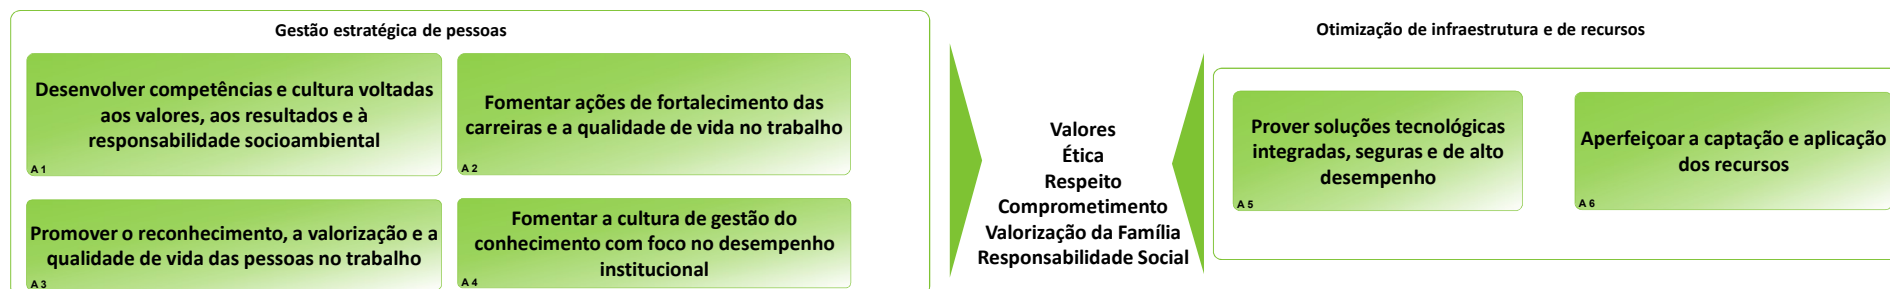 Gestão estratégica de pessoas
Desenvolver competências e cultura voltadas
aos valores, aos resultados e à
responsabilidade socioambiental
A 1
Fomentar ações de fortalecimento das
carreiras e a qualidade de vida no trabalho
A 2
Promover o reconhecimento, a valorização e a
qualidade de vida das pessoas no trabalho
A 3
Fomentar a cultura de gestão do
conhecimento com foco no desempenho
institucional
A 4
Valores
Ética
Respeito
Comprometimento
Valorização da Família
Responsabilidade Social
Otimização de infraestrutura e de recursos
Prover soluções tecnológicas
integradas, seguras e de alto
desempenho
A 5
Aperfeiçoar a captação e aplicação
dos recursos
A 6